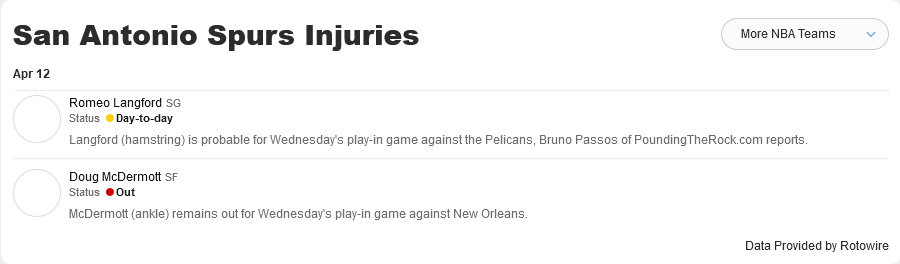 San Antonio Spurs Injuries
More NBA Teams
Apr 12
Romeo Langford SG
Status Day-to-day
Langford (hamstring) is probable for Wednesday's play-in game against the Pelicans, Bruno Passos of PoundingTheRock.com reports.
Doug McDermott SF
Status Out
McDermott (ankle) remains out for Wednesday's play-in game against New Orleans.
Data Provided by Rotowire